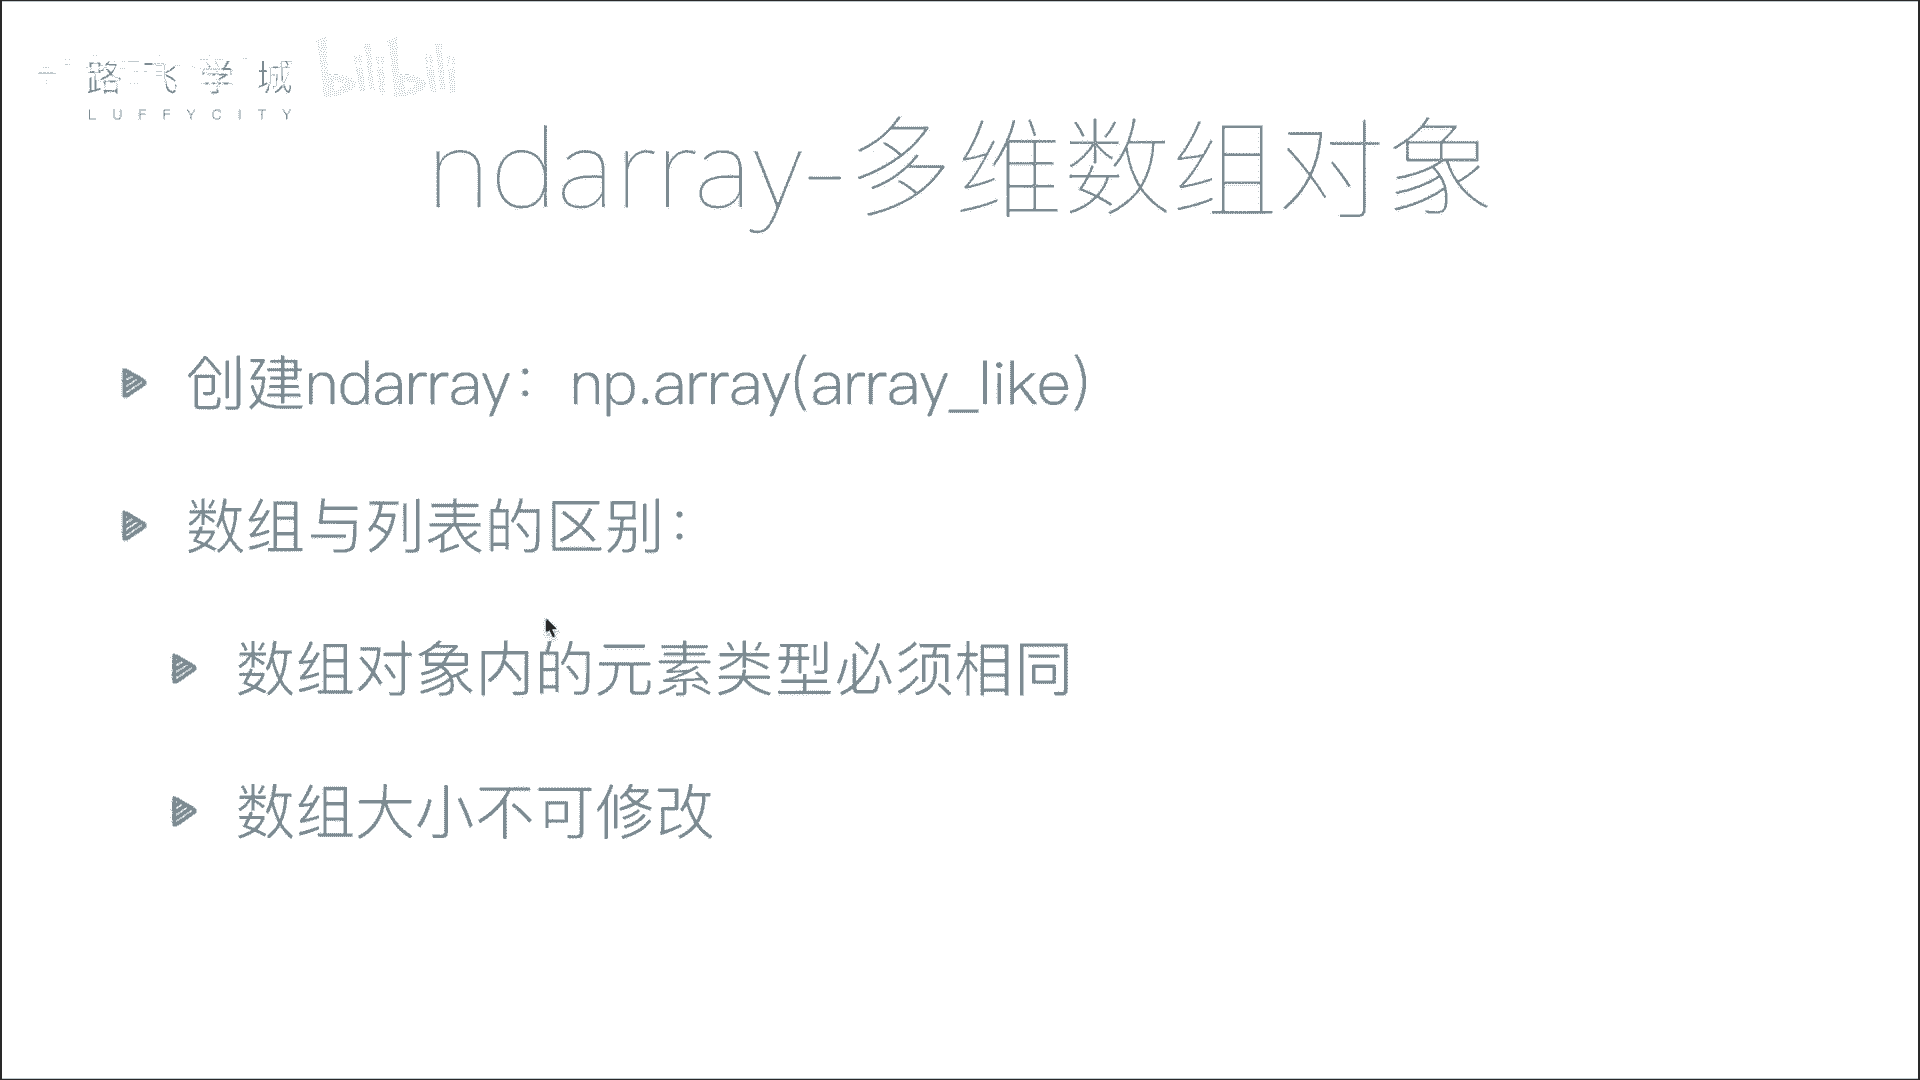 路飞学城
LUFFYCITY
bilibili
ndarray-多维数组对象
创建ndarray：np.array(array_like)
数组与列表的区别：
数组对象内的元素类型必须相同
数组大小不可修改